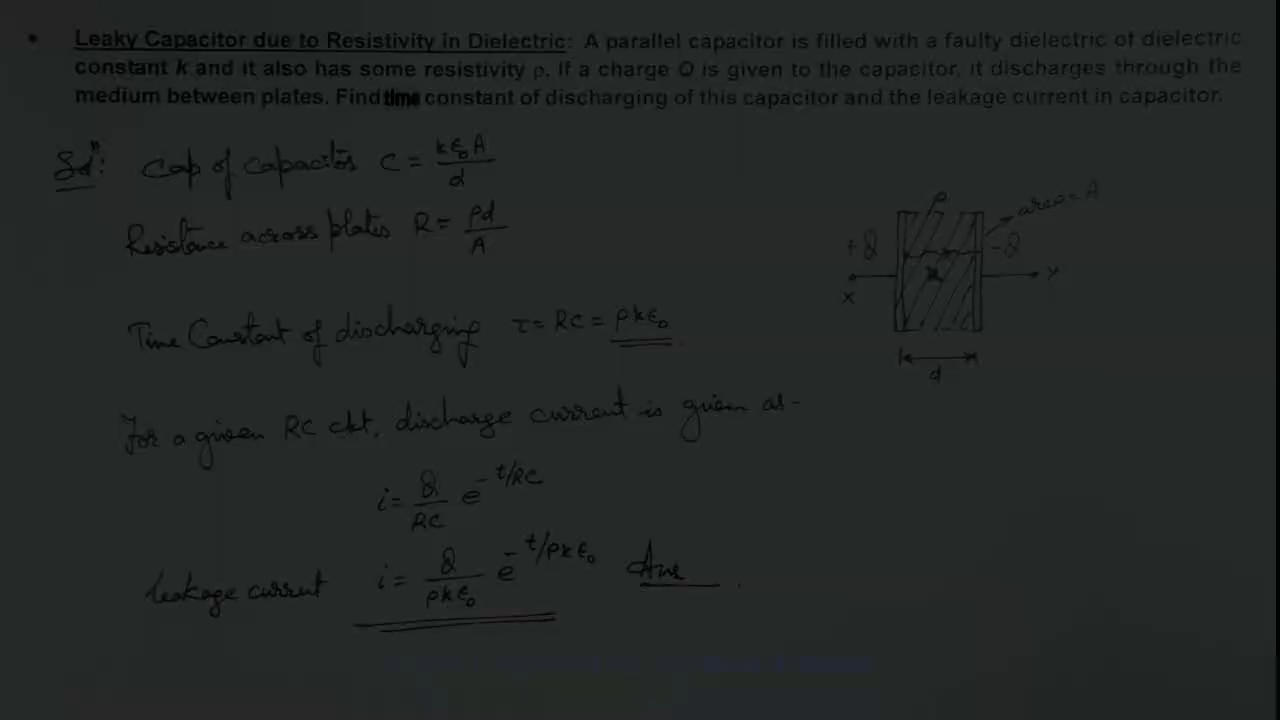 • Leaky Capacitor due to Resistivity in Dielectric: A parallel capacitor is filled with a faulty dielectric of dielectric
constant k and it also has some resistivity ρ. If a charge Q is given to the capacitor, it discharges through the
medium between plates. Find time constant of discharging of this capacitor and the leakage current in capacitor.
Solⁿ: Cap of capacitor C = kε₀A/d
Resistance across plates R = ρd/A
ρ
area = A
+Q
-Q
x
y
d
Time Constant of discharging τ = RC = ρkε₀
For a given RC ckt, discharge current is given as -
i = Q/RC e^(-t/RC)
leakage current i = Q/ρkε₀ e^(-t/ρkε₀) Ans.